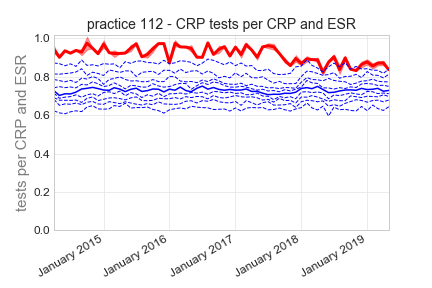 practice 112 - CRP tests per CRP and ESR
tests per CRP and ESR
1.0
0.8
0.6
0.4
0.2
0.0
January 2015
January 2016
January 2017
January 2018
January 2019